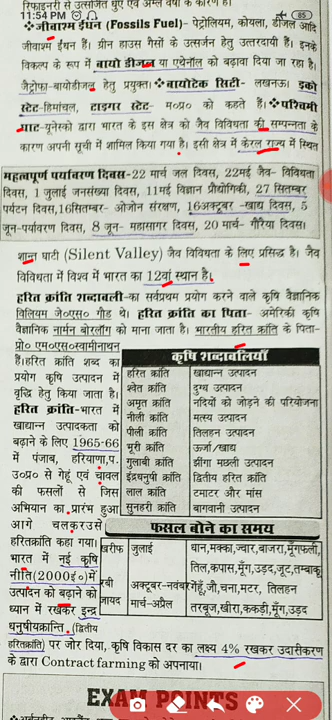 रिफाइनरी से उत्सर्जित धुएं एवं अम्ल वर्षा के कारण है।
11:54 PM
85
❖जीवाश्म ईंधन (Fossils Fuel)- पेट्रोलियम, कोयला, डीजल आदि
जीवाश्म ईंधन हैं। ग्रीन हाउस गैसों के उत्सर्जन हेतु उत्तरदायी हैं। इनके
विकल्प के रूप में बायो डीजल या एथेनॉल को बढ़ावा दिया जा रहा है।
जैट्रोफा-बायोडीजल हेतु प्रयुक्त। ❖बायोटेक सिटी- लखनऊ। इको
स्टेट-हिमांचल, टाइगर स्टेट- म०प्र० को कहते हैं। ❖पश्चिमी
घाट-यूनेस्को द्वारा भारत के इस क्षेत्र को जैव विविधता की सम्पन्नता के
कारण अपनी सूची में शामिल किया गया है। इसी क्षेत्र में केरल राज्य में स्थित
महत्वपूर्ण पर्यावरण दिवस-22 मार्च जल दिवस, 22मई जैव- विविधता
दिवस, 1 जुलाई जनसंख्या दिवस, 11मई विज्ञान प्रौद्योगिकी, 27 सितम्बर
पर्यटन दिवस,16सितम्बर- ओजोन संरक्षण, 16अक्टूबर -खाद्य दिवस, 5
जून-पर्यावरण दिवस, 8 जून- महासागर दिवस, 20 मार्च- गौरैया दिवस।
शान्त घाटी (Silent Valley) जैव विविधता के लिए प्रसिद्ध है। जैव
विविधता में विश्व में भारत का 12वां स्थान है।
हरित क्रांति शब्दावली-का सर्वप्रथम प्रयोग करने वाले कृषि वैज्ञानिक
विलियम जे०एस० गौड थे। हरित क्रांति का पिता- अमेरिकी कृषि
वैज्ञानिक नार्मन बोरलॉग को माना जाता है। भारतीय हरित क्रांति के पिता-
प्रो० एम०एस०स्वामीनाथन
हैं।हरित क्रांति शब्द का
प्रयोग कृषि उत्पादन में
वृद्धि हेतु किया जाता है।
हरित क्रांति-भारत में
खाद्यान्न उत्पादकता को
बढ़ाने के लिए 1965-66
में पंजाब, हरियाणा,प.
उ०प्र० से गेहूं एवं चावल
की फसलों से जिस
अभियान का प्रारंभ हुआ
आगे चलकर उसे
हरितक्रांति कहा गया।
भारत में नई कृषि
नीति(2000ई०)में
उत्पादन को बढ़ाने को
ध्यान में रखकर इन्द्र
धनुषीयक्रान्ति (द्वितीय
कृषि शब्दावलियाँ
हरित क्रांति खाद्यान्न उत्पादन
श्वेत क्रांति दुग्ध उत्पादन
अमृत क्रांति नदियों को जोड़ने की परियोजना
नीली क्रांति मत्स्य उत्पादन
पीली क्रांति तिलहन उत्पादन
भूरी क्रांति ऊर्जा/खाद्य
गुलाबी क्रांति झींगा मछली उत्पादन
इंद्रधनुषी क्रांति द्वितीय हरित क्रांति
लाल क्रांति टमाटर और मांस
सुनहरी क्रांति बागवानी उत्पादन
फसल बोने का समय
खरीफ जुलाई धान,मक्का,ज्वार,बाजरा,मूँगफली,
तिल,कपास,मूँग,उड़द,जूट,तम्बाकू
रबी अक्टूबर-नवंबर गेहूँ,जौ,चना,मटर, तिलहन
जायद मार्च-अप्रैल तरबूज,खीरा,ककड़ी,मूँग,उड़द
हरितक्रांति) पर जोर दिया, कृषि विकास दर का लक्ष्य 4% रखकर उदारीकरण
के द्वारा Contract farming को अपनाया।
EXAM POINTS